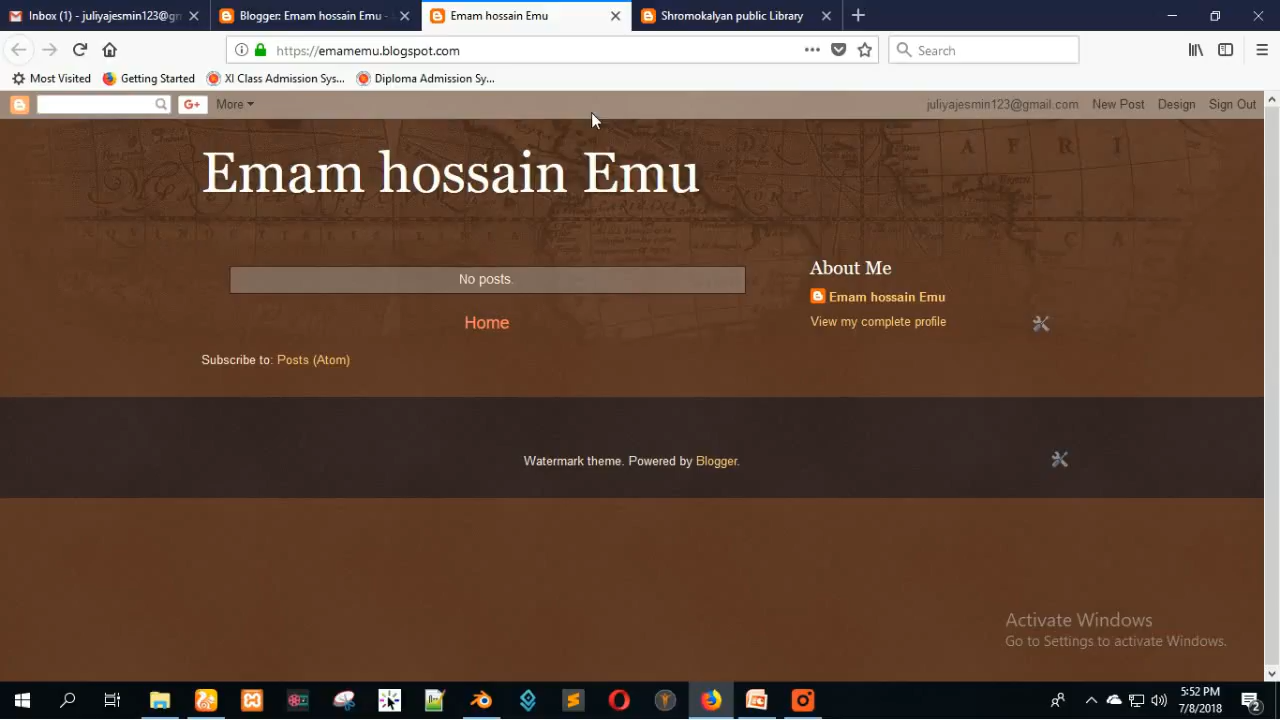 Inbox (1) - juliyajesmin123@gn
Blogger: Emam hossain Emu -
Emam hossain Emu
Shromokalyan public Library
https://emamemu.blogspot.com
Search
Most Visited
Getting Started
XI Class Admission Sys...
Diploma Admission Sy...
G+
More
juliyajesmin123@gmail.com
New Post
Design
Sign Out
Emam hossain Emu
No posts.
Home
Subscribe to: Posts (Atom)
About Me
Emam hossain Emu
View my complete profile
Watermark theme. Powered by Blogger.
Activate Windows
Go to Settings to activate Windows.
5:52 PM
7/8/2018
2